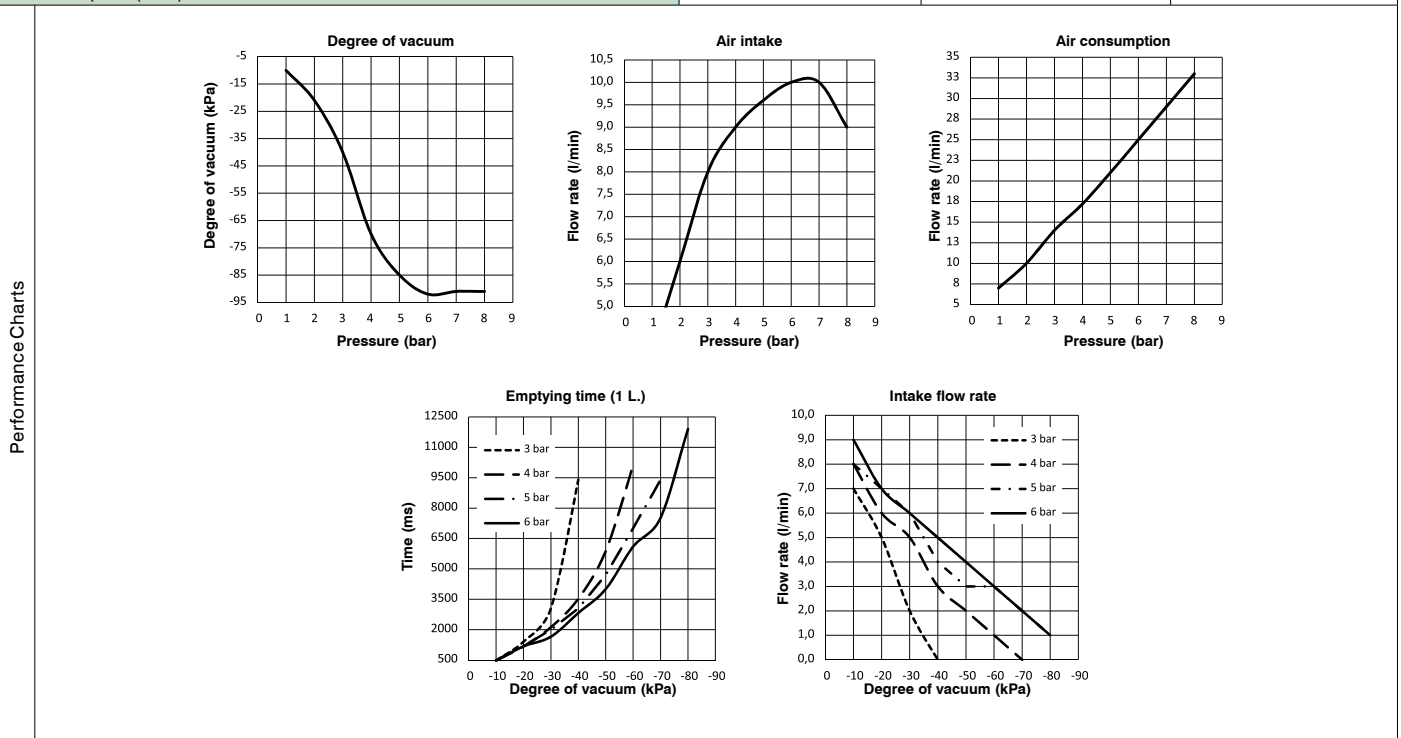 Performance Charts
Degree of vacuum
Degree of vacuum (kPa)
-5
-15
-25
-35
-45
-55
-65
-75
-85
-95
0 1 2 3 4 5 6 7 8 9
Pressure (bar)
Air intake
Flow rate (l/min)
10,5
10,0
9,5
9,0
8,5
8,0
7,5
7,0
6,5
6,0
5,5
5,0
0 1 2 3 4 5 6 7 8 9
Pressure (bar)
Air consumption
Flow rate (l/min)
35
33
30
28
25
23
20
18
15
13
10
8
5
0 1 2 3 4 5 6 7 8 9
Pressure (bar)
Emptying time (1 L.)
Time (ms)
12500
11000
9500
8000
6500
5000
3500
2000
500
3 bar
4 bar
5 bar
6 bar
0 -10 -20 -30 -40 -50 -60 -70 -80 -90
Degree of vacuum (kPa)
Intake flow rate
Flow rate (l/min)
10,0
9,0
8,0
7,0
6,0
5,0
4,0
3,0
2,0
1,0
0,0
3 bar
4 bar
5 bar
6 bar
0 -10 -20 -30 -40 -50 -60 -70 -80 -90
Degree of vacuum (kPa)